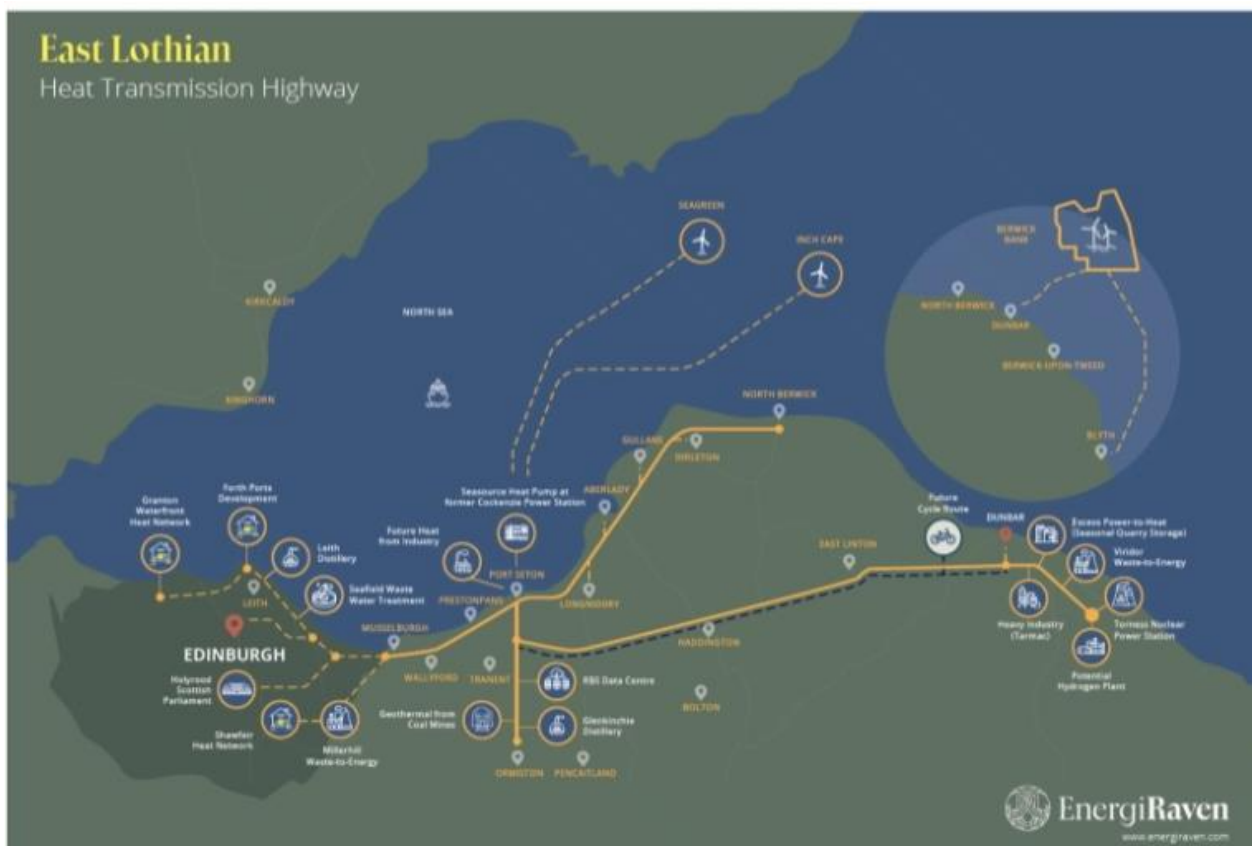 East Lothian
Heat Transmission Highway
SEAGREEN
INCH CAPE
BERWICK
BANK
NORTH BERWICK
DUNBAR
BERWICK-UPON-TWEED
BLYTH
KIRKCALDY
NORTH SEA
KINGHORN
NORTH BERWICK
GULLANE
DIRLETON
ABERLADY
Granton
Waterfront
Heat Network
Forth Ports
Development
Leith
Distillery
Seafield Waste
Water Treatment
LEITH
EDINBURGH
Holyrood
Scottish
Parliament
Shawfair
Heat Network
Millerhill
Waste-to-Energy
MUSSELBURGH
WALLYFORD
PRESTONPANS
TRANENT
Future Heat
from Industry
Seasource Heat Pump at
former Cockenzie Power Station
PORT SETON
LONGNIDDRY
RBS Data Centre
Geothermal from
Coal Mines
Glenkinchie
Distillery
ORMISTON
PENCAITLAND
HADDINGTON
BOLTON
EAST LINTON
Future
Cycle Route
DUNBAR
Excess Power-to-Heat
(Seasonal Quarry Storage)
Viridor
Waste-to-Energy
Heavy Industry
(Tarmac)
Torness Nuclear
Power Station
Potential
Hydrogen Plant
EnergiRaven
www.energiraven.com